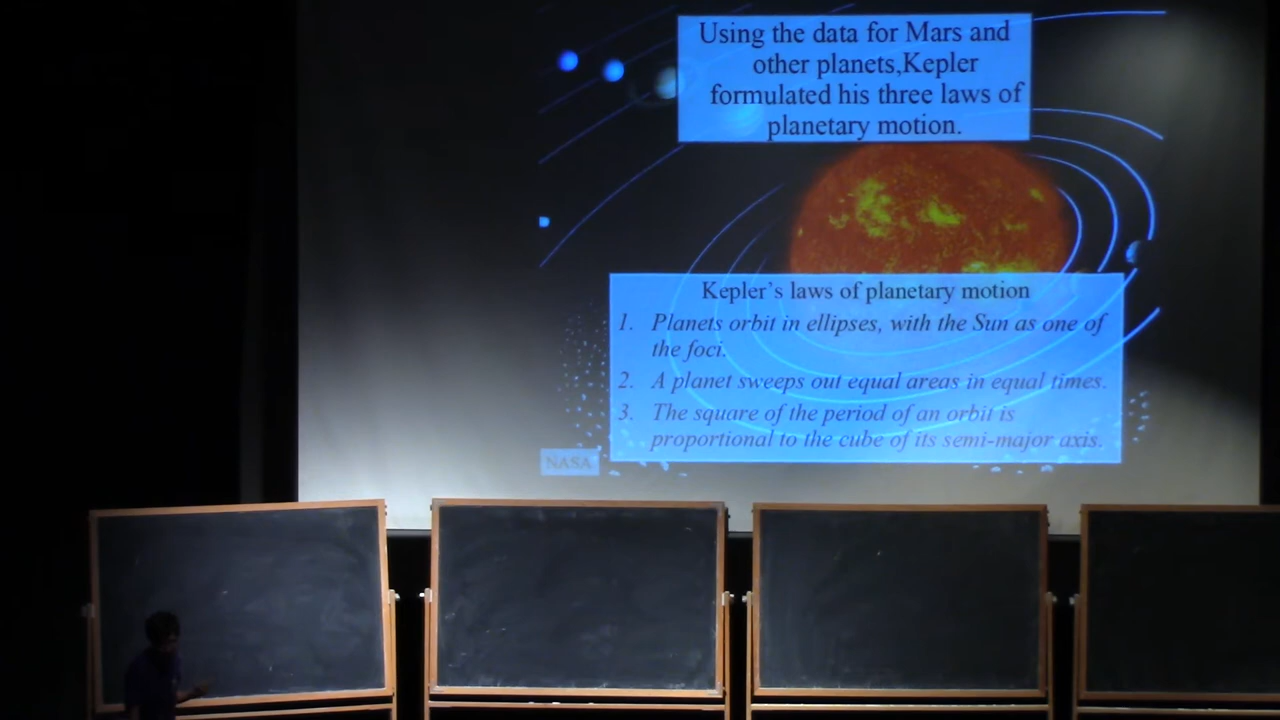 Using the data for Mars and
other planets,Kepler
formulated his three laws of
planetary motion.
Kepler's laws of planetary motion
1. Planets orbit in ellipses, with the Sun as one of
the foci.
2. A planet sweeps out equal areas in equal times.
3. The square of the period of an orbit is
proportional to the cube of its semi-major axis.
NASA